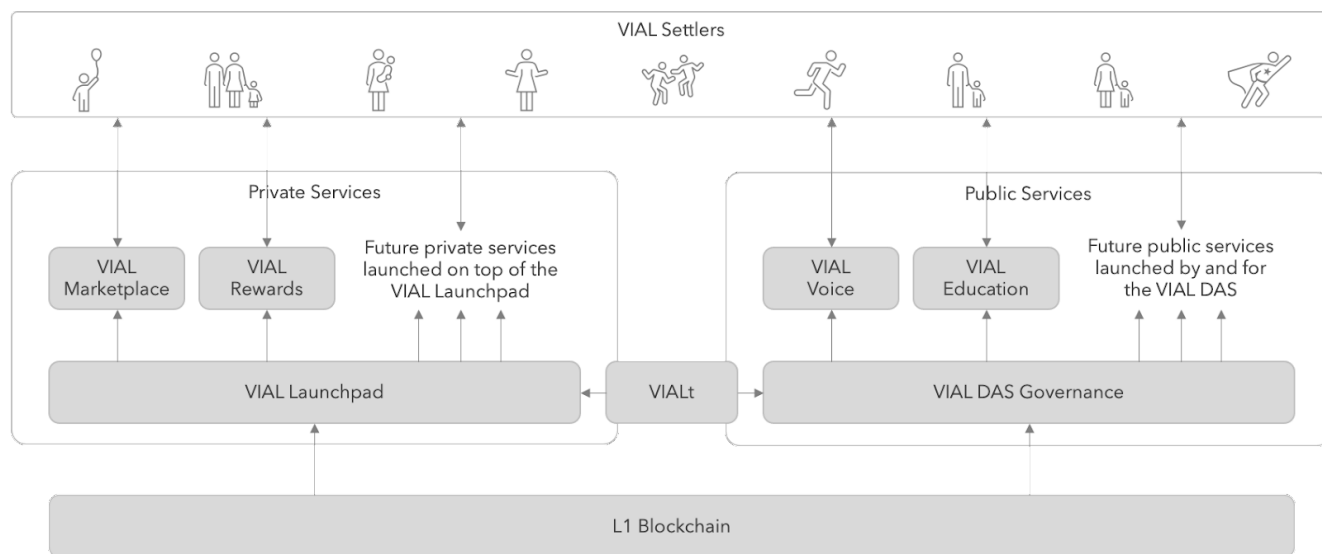 VIAL Settlers
Private Services
Public Services
VIAL
Marketplace
VIAL
Rewards
Future private services
launched on top of the
VIAL Launchpad
VIAL
Voice
VIAL
Education
Future public services
launched by and for
the VIAL DAS
VIAL Launchpad
VIALt
VIAL DAS Governance
L1 Blockchain